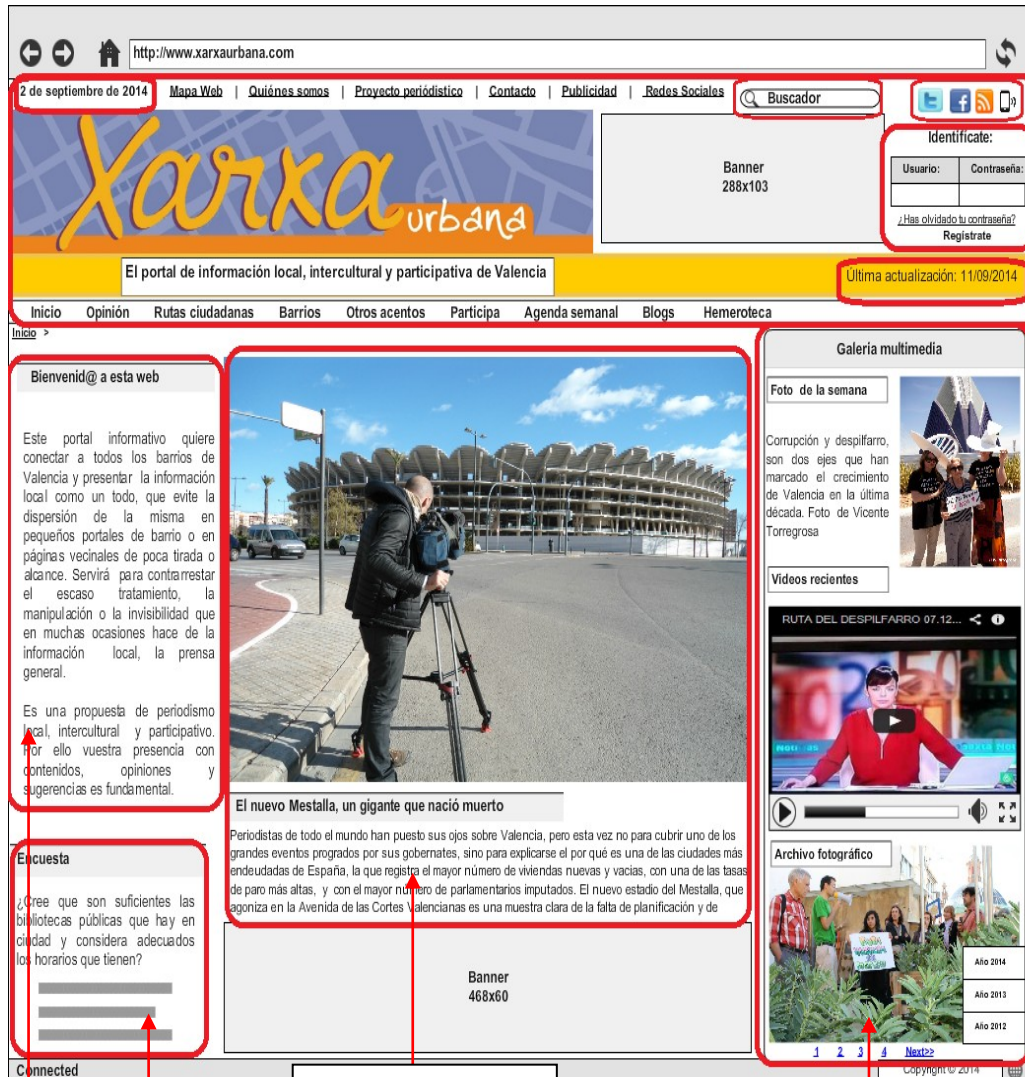 http://www.xarxaurbana.com
2 de septiembre de 2014 Mapa Web | Quiénes somos | Proyecto periódistico | Contacto | Publicidad | Redes Sociales Buscador
Xarxa
urbana
Banner
288x103
Identifícate:
Usuario: Contraseña:
¿Has olvidado tu contraseña?
Regístrate
El portal de información local, intercultural y participativa de Valencia
Última actualización: 11/09/2014
Inicio Opinión Rutas ciudadanas Barrios Otros acentos Participa Agenda semanal Blogs Hemeroteca
Inicio >
Bienvenid@ a esta web
Este portal informativo quiere
conectar a todos los barrios de
Valencia y presentar la información
local como un todo, que evite la
dispersión de la misma en
pequeños portales de barrio o en
páginas vecinales de poca tirada o
alcance. Servirá para contrarrestar
el escaso tratamiento, la
manipulación o la invisibilidad que
en muchas ocasiones hace de la
información local, la prensa
general.
Es una propuesta de periodismo
local, intercultural y participativo.
Por ello vuestra presencia con
contenidos, opiniones y
sugerencias es fundamental.
Encuesta
¿Cree que son suficientes las
bibliotecas públicas que hay en
ciudad y considera adecuados
los horarios que tienen?
El nuevo Mestalla, un gigante que nació muerto
Periodistas de todo el mundo han puesto sus ojos sobre Valencia, pero esta vez no para cubrir uno de los
grandes eventos progrados por sus gobernates, sino para explicarse el por qué es una de las ciudades más
endeudadas de España, la que registra el mayor número de viviendas nuevas y vacias, con una de las tasas
de paro más altas, y con el mayor número de parlamentarios imputados. El nuevo estadio del Mestalla, que
agoniza en la Avenida de las Cortes Valencianas es una muestra clara de la falta de planificación y de
Banner
468x60
Galería multimedia
Foto de la semana
Corrupción y despilfarro,
son dos ejes que han
marcado el crecimiento
de Valencia en la última
década. Foto de Vicente
Torregrosa
Videos recientes
RUTA DEL DESPILFARRO 07.12...
Archivo fotográfico
Año 2014
Año 2013
Año 2012
1 2 3 4 Next>>
Connected
Copyright © 2014